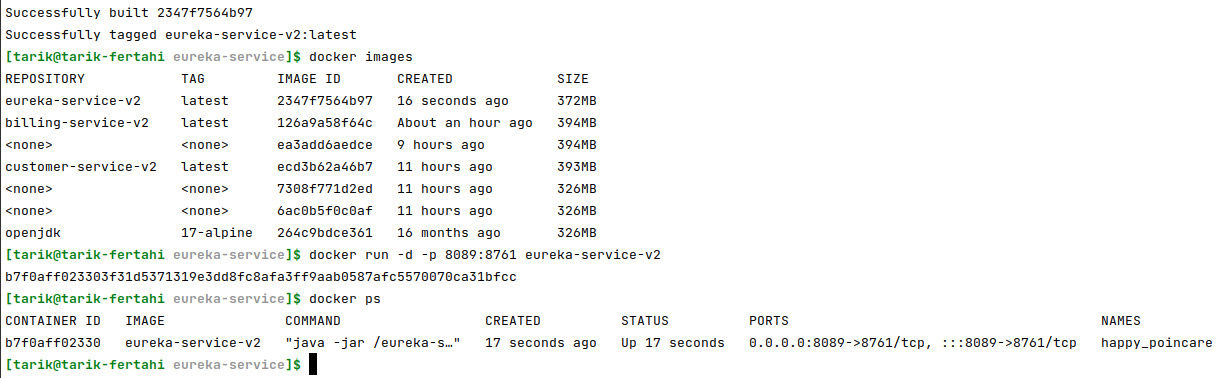 Successfully built 2347f7564b97
Successfully tagged eureka-service-v2:latest
[tarik@tarik-fertahi eureka-service]$ docker images
REPOSITORY TAG IMAGE ID CREATED SIZE
eureka-service-v2 latest 2347f7564b97 16 seconds ago 372MB
billing-service-v2 latest 126a9a58f64c About an hour ago 394MB
<none> <none> ea3add6aedce 9 hours ago 394MB
customer-service-v2 latest ecd3b62a46b7 11 hours ago 393MB
<none> <none> 7308f771d2ed 11 hours ago 326MB
<none> <none> 6ac0b5f0c0af 11 hours ago 326MB
openjdk 17-alpine 264c9bdce361 16 months ago 326MB
[tarik@tarik-fertahi eureka-service]$ docker run -d -p 8089:8761 eureka-service-v2
b7f0aff023303f31d5371319e3dd8fc8afa3ff9aab0587afc5570070ca31bfcc
[tarik@tarik-fertahi eureka-service]$ docker ps
CONTAINER ID IMAGE COMMAND CREATED STATUS PORTS NAMES
b7f0aff02330 eureka-service-v2 "java -jar /eureka-s…" 17 seconds ago Up 17 seconds 0.0.0.0:8089->8761/tcp, :::8089->8761/tcp happy_poincare
[tarik@tarik-fertahi eureka-service]$